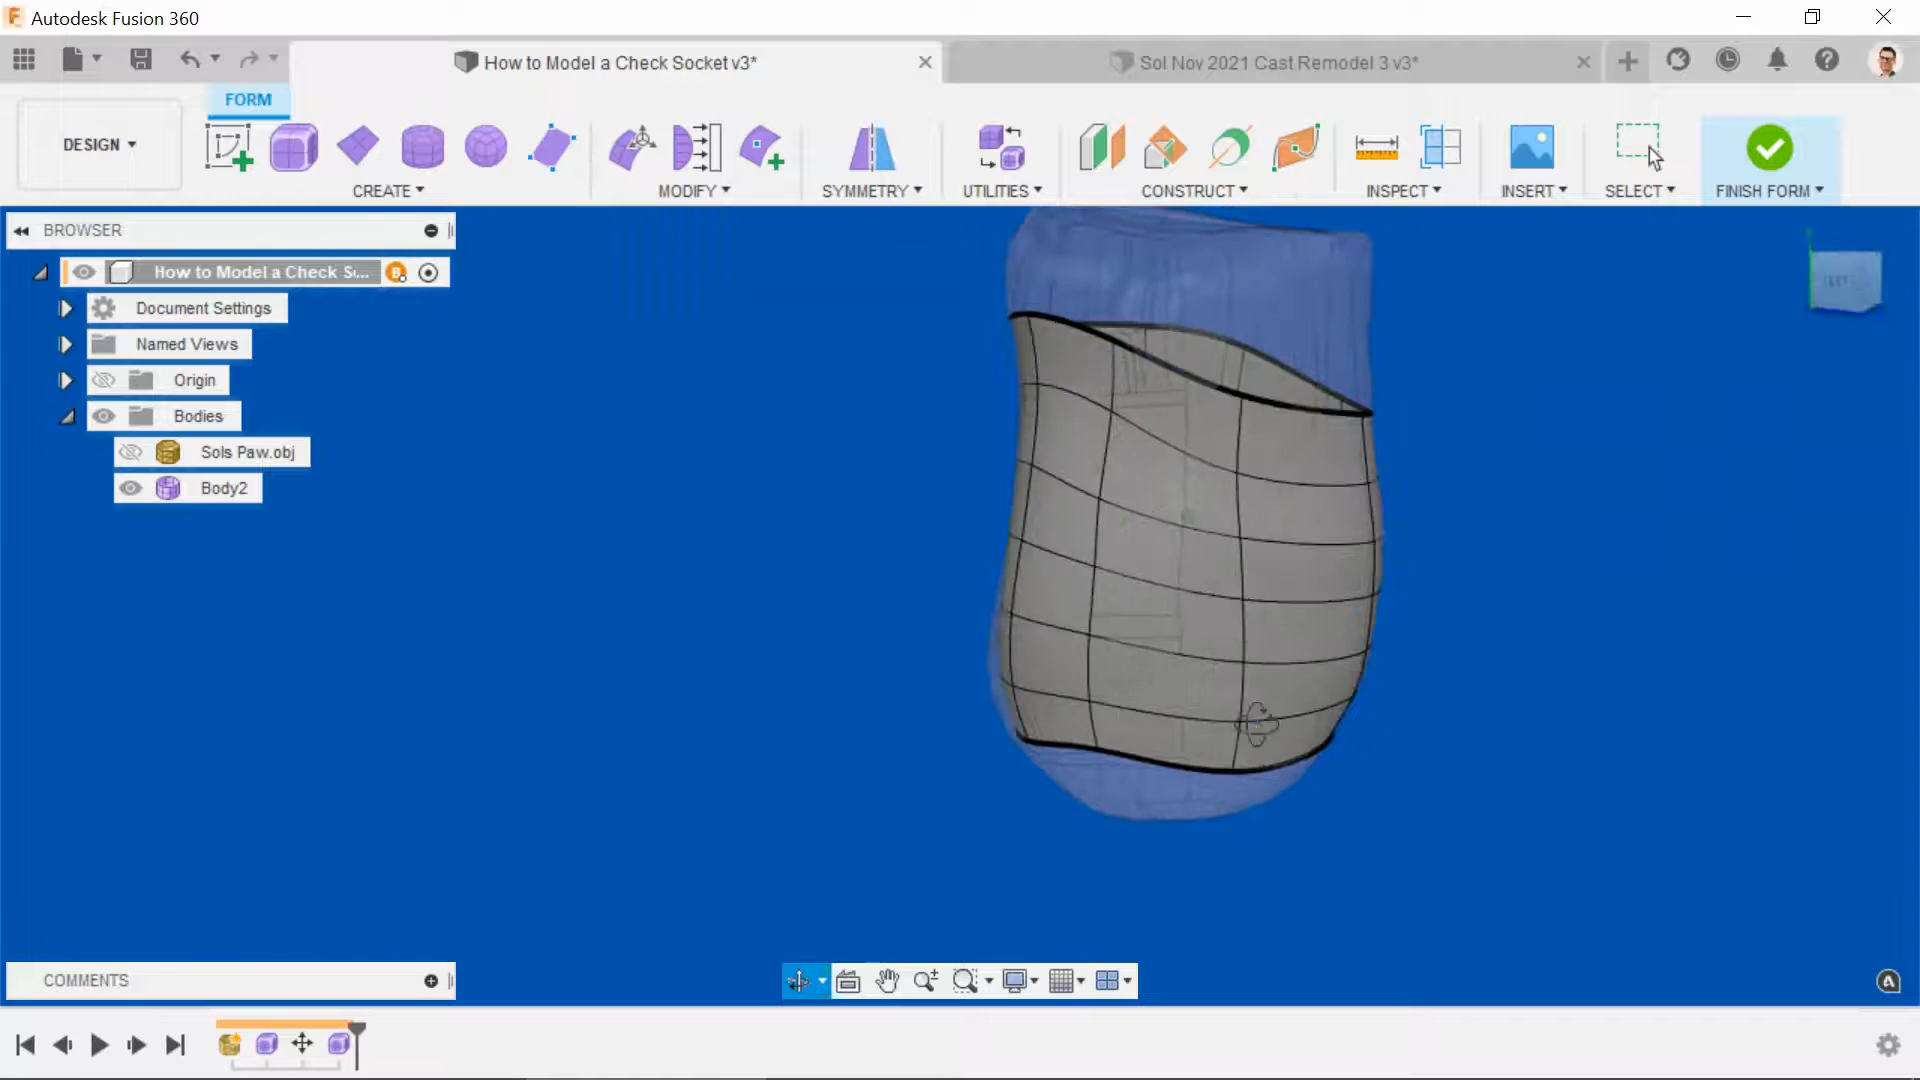 Autodesk Fusion 360
How to Model a Check Socket v3*
Sol Nov 2021 Cast Remodel 3 v3*
FORM
DESIGN
CREATE
MODIFY
SYMMETRY
UTILITIES
CONSTRUCT
INSPECT
INSERT
SELECT
FINISH FORM
BROWSER
How to Model a Check S...
Document Settings
Named Views
Origin
Bodies
Sols Paw.obj
Body2
COMMENTS